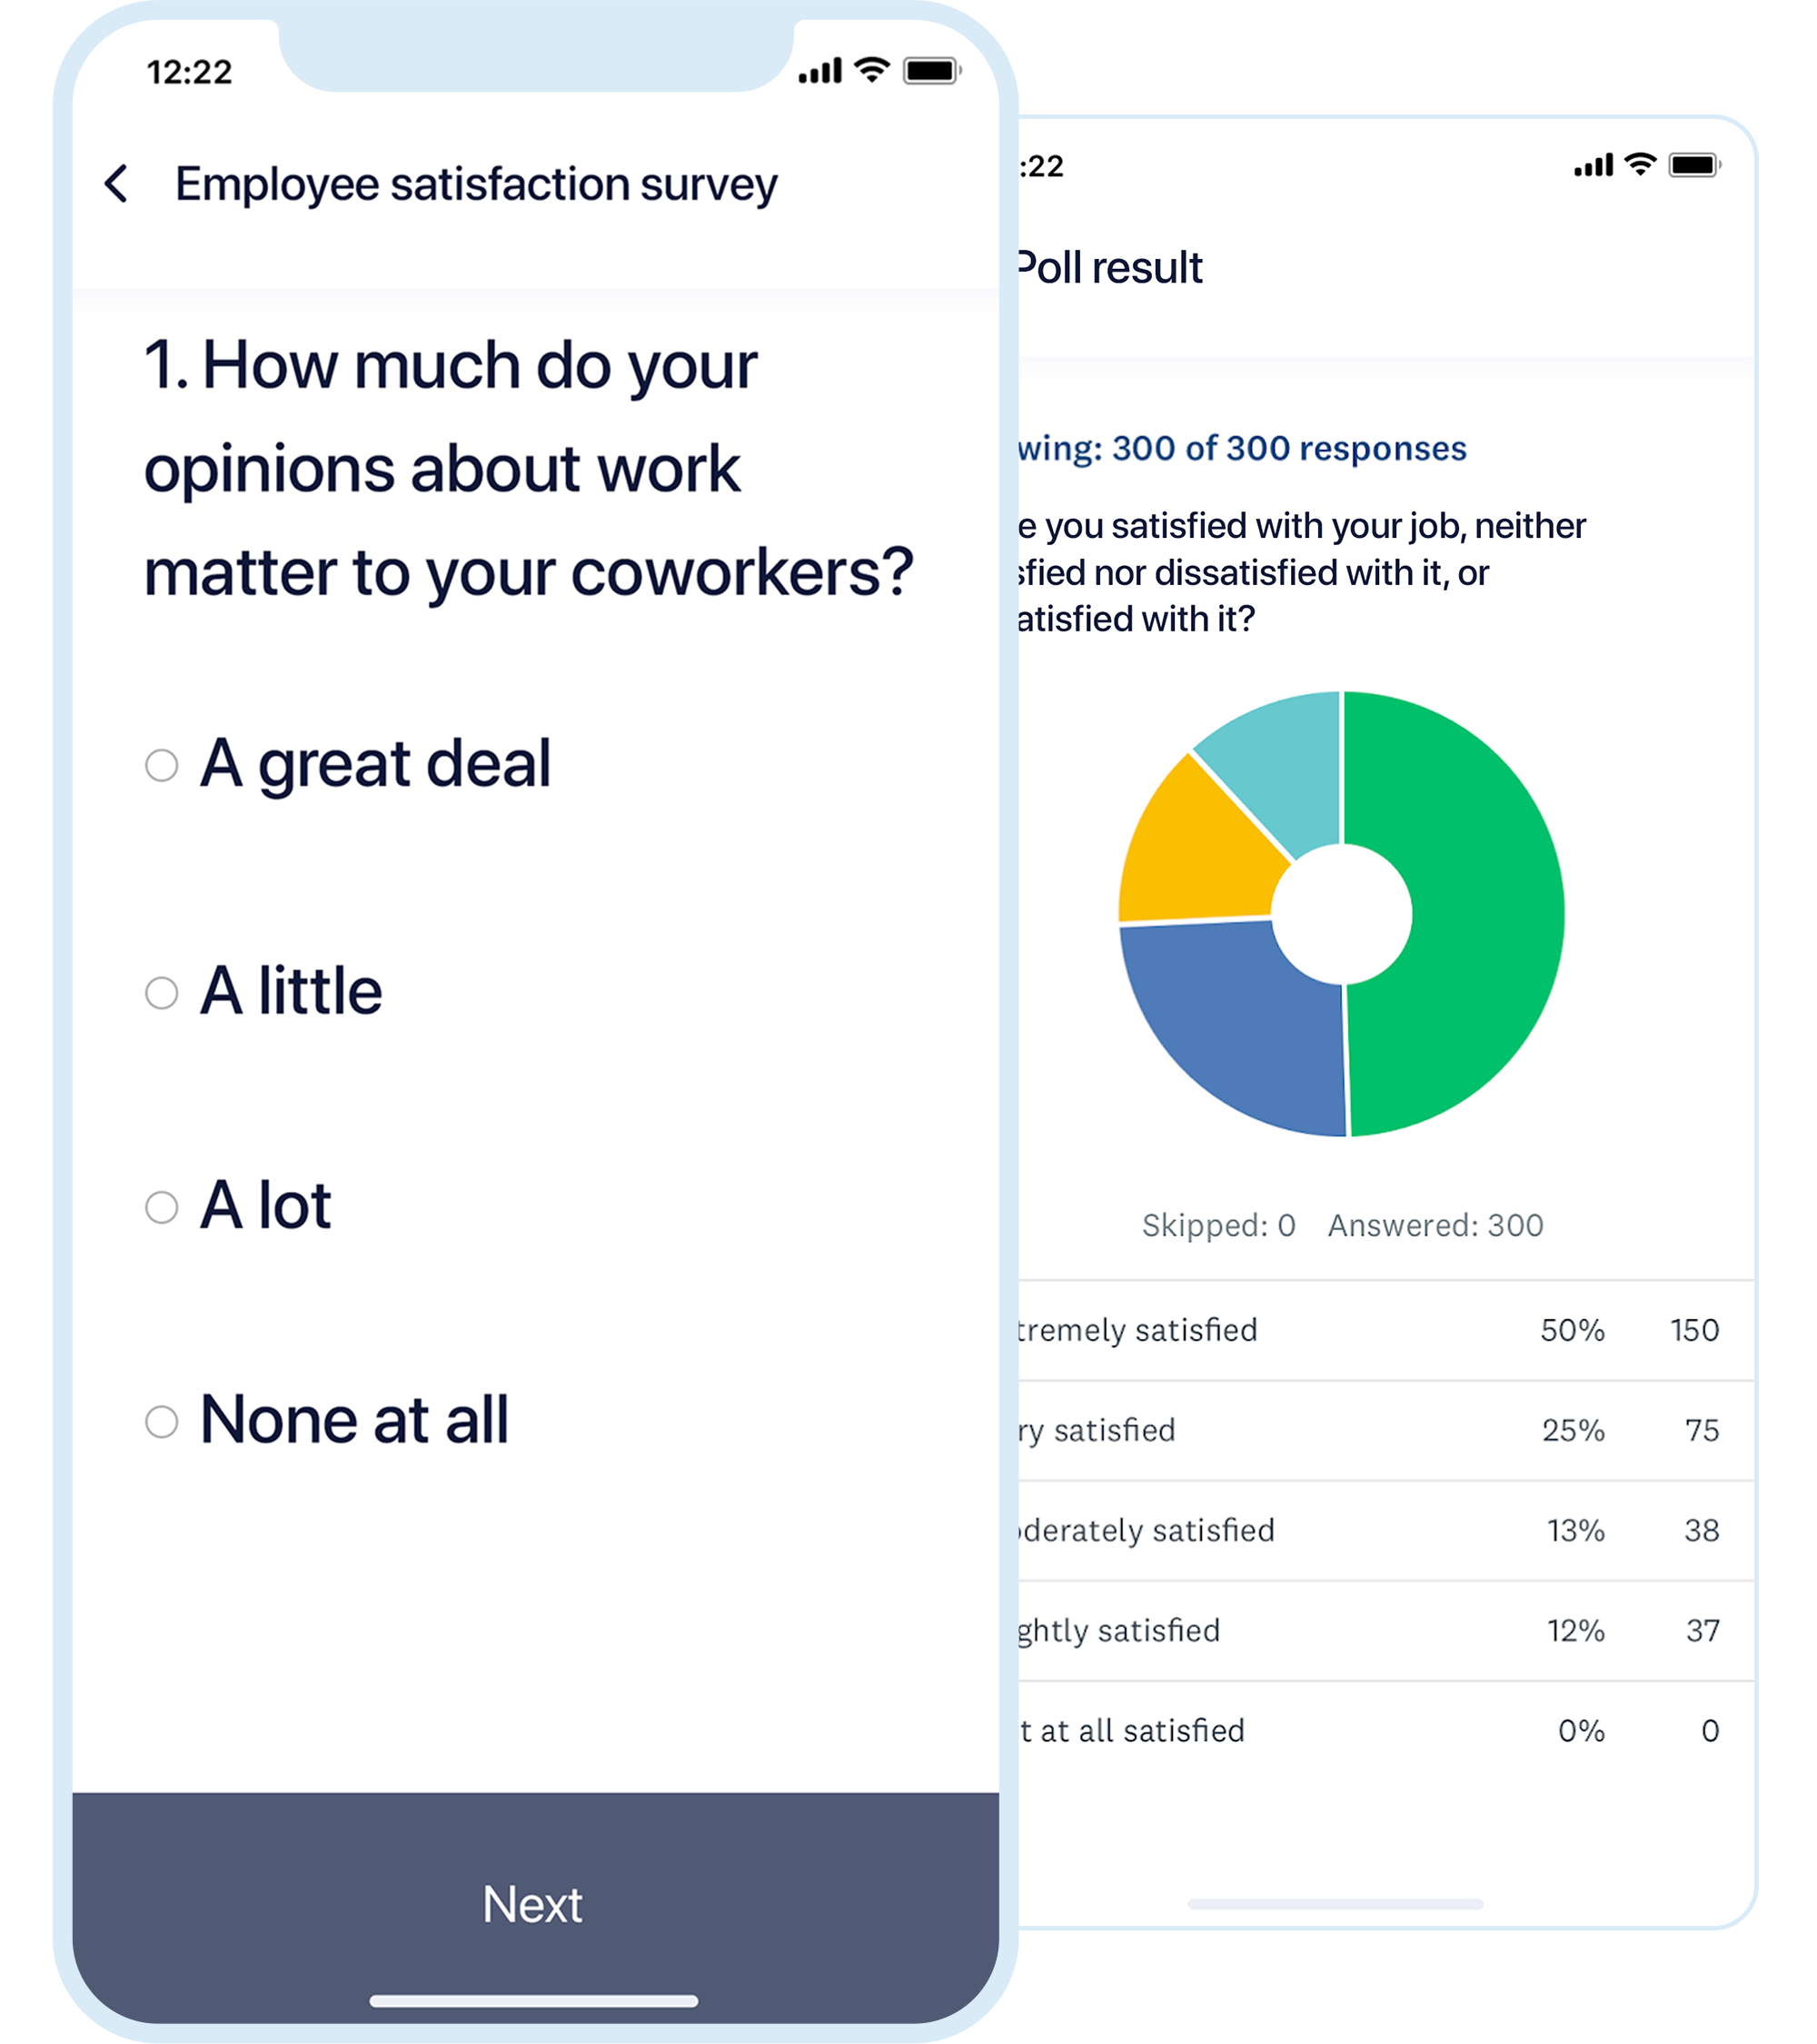 12:22
Employee satisfaction survey
1. How much do your
opinions about work
matter to your coworkers?
A great deal
A little
A lot
None at all
Next
:22
Poll result
wing: 300 of 300 responses
e you satisfied with your job, neither
sfied nor dissatisfied with it, or
atisfied with it?
Skipped: 0 Answered: 300
tremely satisfied 50% 150
ry satisfied 25% 75
oderately satisfied 13% 38
ghtly satisfied 12% 37
t at all satisfied 0% 0